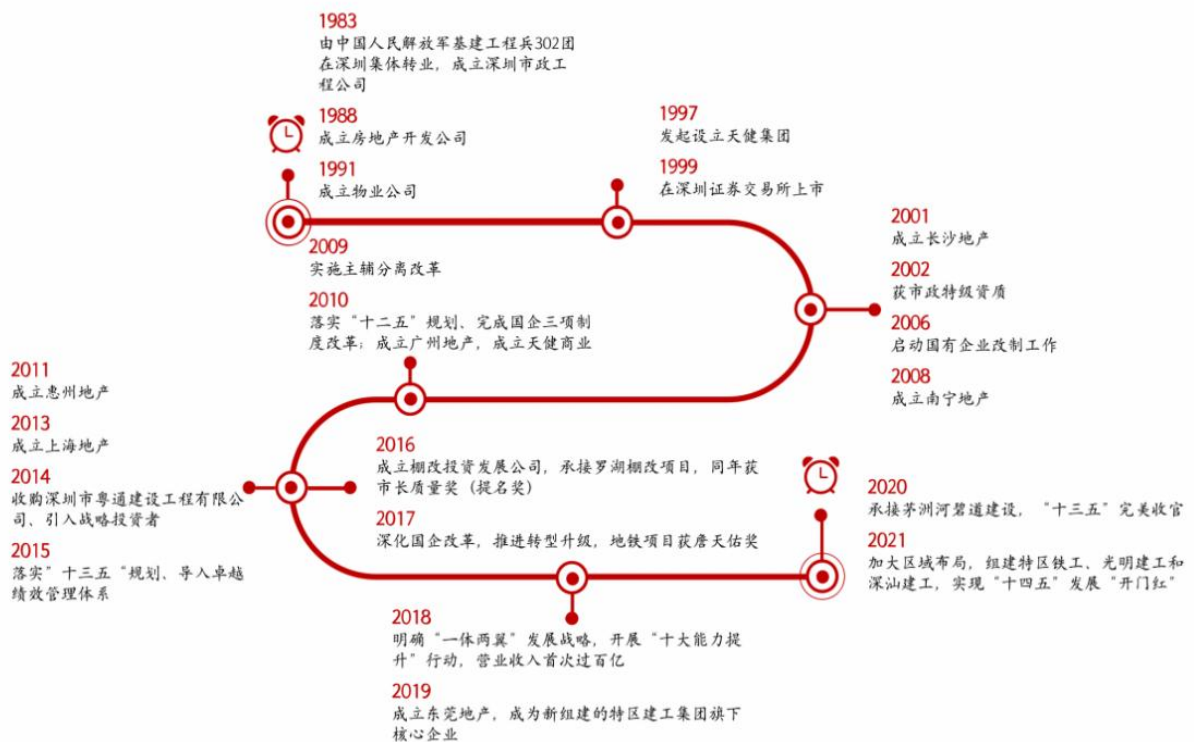 1983
由中国人民解放军基建工程兵302团
在深圳集体转业，成立深圳市政工
程公司
1988
成立房地产开发公司
1991
成立物业公司
1997
发起设立天健集团
1999
在深圳证券交易所上市
2001
成立长沙地产
2002
获市政特级资质
2006
启动国有企业改制工作
2008
成立南宁地产
2009
实施主辅分离改革
2010
落实“十二五”规划、完成国企三项制
度改革；成立广州地产，成立天健商业
2011
成立惠州地产
2013
成立上海地产
2014
收购深圳市粤通建设工程有限公
司、引入战略投资者
2015
落实”十三五“规划、导入卓越
绩效管理体系
2016
成立棚改投资发展公司，承接罗湖棚改项目，同年获
市长质量奖（提名奖）
2017
深化国企改革，推进转型升级，地铁项目获詹天佑奖
2018
明确“一体两翼”发展战略，开展“十大能力提
升”行动，营业收入首次过百亿
2019
成立东莞地产，成为新组建的特区建工集团旗下
核心企业
2020
承接茅洲河碧道建设，“十三五”完美收官
2021
加大区域布局，组建特区铁工、光明建工和
深汕建工，实现“十四五”发展“开门红”